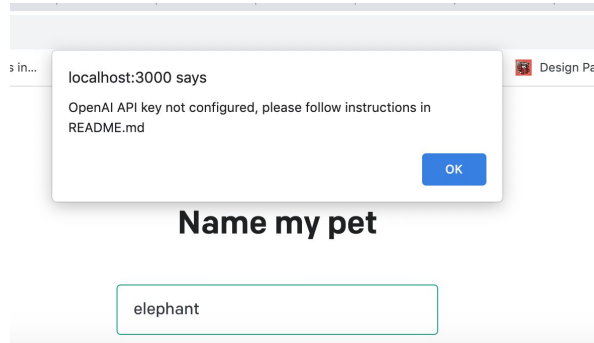 s in...
Design Pa
localhost:3000 says
OpenAI API key not configured, please follow instructions in
README.md
OK
Name my pet
elephant